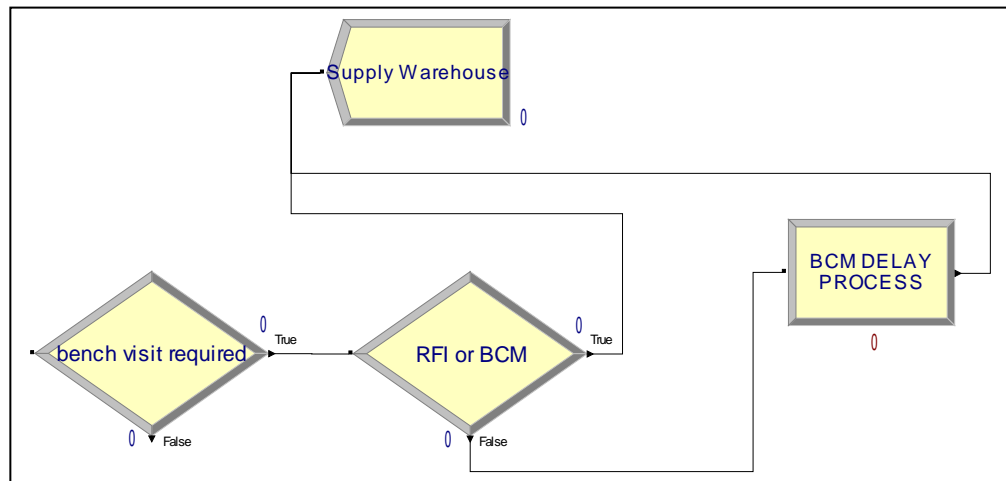 Supply Warehouse
0
BCM DELAY
PROCESS
0
0
True
0
True
bench visit required
RFI or BCM
0
False
0
False